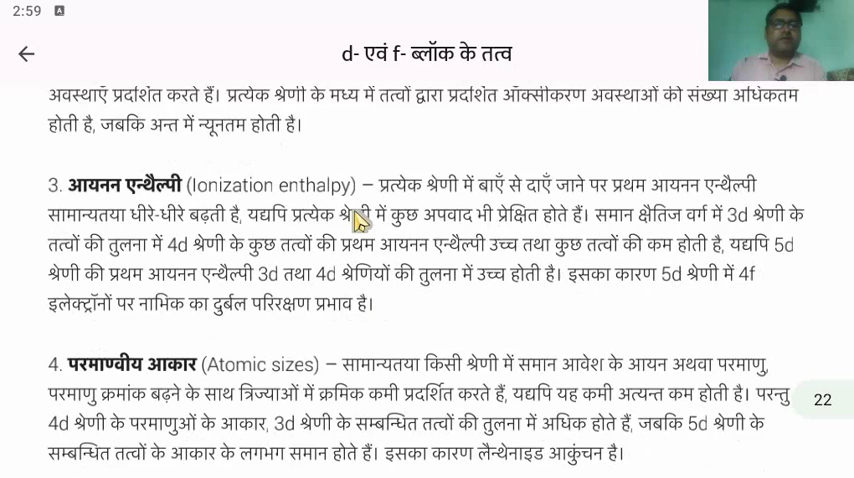 2:59 A
d- एवं f- ब्लॉक के तत्व
अवस्थाएँ प्रदर्शित करते हैं। प्रत्येक श्रेणी के मध्य में तत्वों द्वारा प्रदर्शित ऑक्सीकरण अवस्थाओं की संख्या अधिकतम
होती है, जबकि अन्त में न्यूनतम होती है।
3. आयनन एन्थैल्पी (Ionization enthalpy) – प्रत्येक श्रेणी में बाएँ से दाएँ जाने पर प्रथम आयनन एन्थैल्पी
सामान्यतया धीरे-धीरे बढ़ती है, यद्यपि प्रत्येक श्रेणी में कुछ अपवाद भी प्रेक्षित होते हैं। समान क्षैतिज वर्ग में 3d श्रेणी के
तत्वों की तुलना में 4d श्रेणी के कुछ तत्वों की प्रथम आयनन एन्थैल्पी उच्च तथा कुछ तत्वों की कम होती है, यद्यपि 5d
श्रेणी की प्रथम आयनन एन्थैल्पी 3d तथा 4d श्रेणियों की तुलना में उच्च होती है। इसका कारण 5d श्रेणी में 4f
इलेक्ट्रॉनों पर नाभिक का दुर्बल परिरक्षण प्रभाव है।
4. परमाण्वीय आकार (Atomic sizes) – सामान्यतया किसी श्रेणी में समान आवेश के आयन अथवा परमाणु,
परमाणु क्रमांक बढ़ने के साथ त्रिज्याओं में क्रमिक कमी प्रदर्शित करते हैं, यद्यपि यह कमी अत्यन्त कम होती है। परन्तु
22
4d श्रेणी के परमाणुओं के आकार, 3d श्रेणी के सम्बन्धित तत्वों की तुलना में अधिक होते हैं, जबकि 5d श्रेणी के
सम्बन्धित तत्वों के आकार के लगभग समान होते हैं। इसका कारण लैन्थेनाइड आकुंचन है।